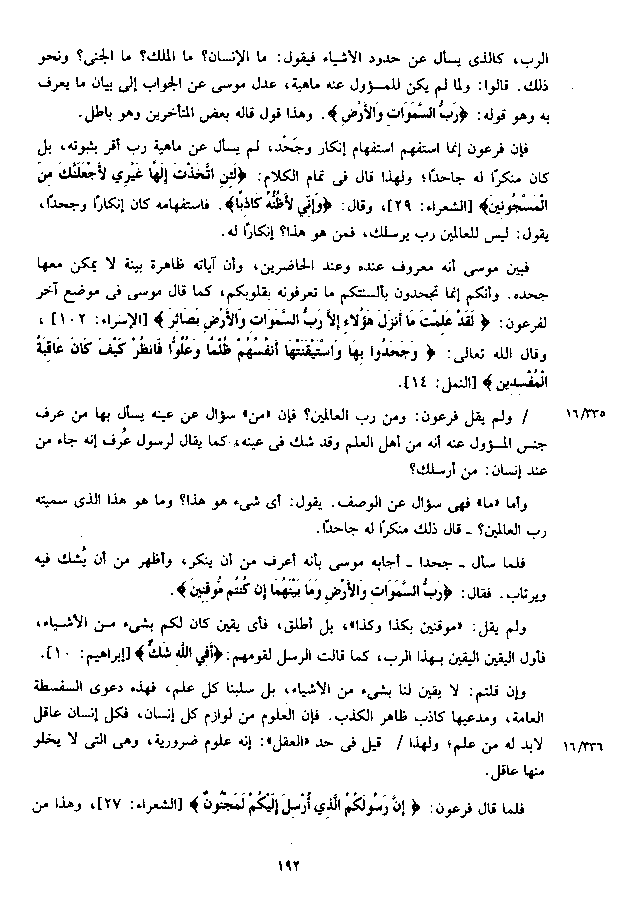 الرب، كالذى يسأل عن حدود الأشياء فيقول: ما الإنسان؟ ما الملك؟ ما الجنى؟ ونحو
ذلك. قالوا: ولما لم يكن للمسؤول عنه ماهية، عدل موسى عن الجواب إلى بيان ما يعرف
به وهو قوله: ﴿رَبُّ السَّمَوَاتِ وَالأَرْضِ﴾. وهذا قول قاله بعض المتأخرين وهو باطل.
فإن فرعون إنما استفهم استفهام إنكار وجَحْد، لم يسأل عن ماهية رب أقر بثبوته، بل
كان منكرًا له جاحدًا؛ ولهذا قال فى تمام الكلام: ﴿لَئِنِ اتَّخَذْتَ إِلَهًا غَيْرِي لأَجْعَلَنَّكَ مِنَ
الْمَسْجُونِينَ﴾ [الشعراء: ٢٩]، وقال: ﴿وَإِنِّي لأَظُنُّهُ كَاذِبًا﴾. فاستفهامه كان إنكارًا وجحدًا،
يقول: ليس للعالمين رب يرسلك، فمن هو هذا؟ إنكارًا له.
فبين موسى أنه معروف عنده وعند الحاضرين، وأن آياته ظاهرة بينة لا يمكن معها
جحده. وأنكم إنما تجحدون بألسنتكم ما تعرفونه بقلوبكم، كما قال موسى فى موضع آخر
لفرعون: ﴿ لَقَدْ عَلِمْتَ مَا أَنزَلَ هَؤُلاءِ إِلاَّ رَبُّ السَّمَوَاتِ وَالأَرْضِ بَصَائِرَ ﴾ [الإسراء: ١٠٢] ،
وقال الله تعالى: ﴿ وَجَحَدُوا بِهَا وَاسْتَيْقَنَتْهَا أَنفُسُهُمْ ظُلْمًا وَعُلُوًّا فَانظُرْ كَيْفَ كَانَ عَاقِبَةُ
الْمُفْسِدِينَ ﴾ [النمل: ١٤].
/ ولم يقل فرعون: ومن رب العالمين؟ فإن «من» سؤال عن عينه يسأل بها من عرف ١٦/٣٣٥
جنس المسؤول عنه أنه من أهل العلم وقد شك فى عينه، كما يقال لرسول عُرف إنه جاء من
عند إنسان: من أرسلك؟
وأما «ما» فهى سؤال عن الوصف. يقول: أى شىء هو هذا؟ وما هو هذا الذى سميته
رب العالمين؟ ـ قال ذلك منكرًا له جاحدًا.
فلما سأل ـ جحدا ـ أجابه موسى بأنه أعرف من أن ينكر، وأظهر من أن يُشك فيه
ويرتاب. فقال: ﴿رَبُّ السَّمَوَاتِ وَالأَرْضِ وَمَا بَيْنَهُمَا إِن كُنتُم مُّوقِنِينَ﴾.
ولم يقل: «موقنين بكذا وكذا»، بل أطلق، فأى يقين كان لكم بشىء من الأشياء،
فأول اليقين اليقين بهذا الرب، كما قالت الرسل لقومهم: ﴿أَفِي اللَّهِ شَكٌّ ﴾ [إبراهيم: ١٠].
وإن قلتم: لا يقين لنا بشىء من الأشياء، بل سلبنا كل علم، فهذه دعوى السفسطة
العامة، ومدعيها كاذب ظاهر الكذب. فإن العلوم من لوازم كل إنسان، فكل إنسان عاقل
لابد له من علم؛ ولهذا / قيل فى حد «العقل»: إنه علوم ضرورية، وهى التى لا يخلو ١٦/٣٣٦
منها عاقل.
فلما قال فرعون: ﴿ إِنَّ رَسُولَكُمُ الَّذِي أُرْسِلَ إِلَيْكُمْ لَمَجْنُونٌ ﴾ [الشعراء: ٢٧]، وهذا من
١٩٢